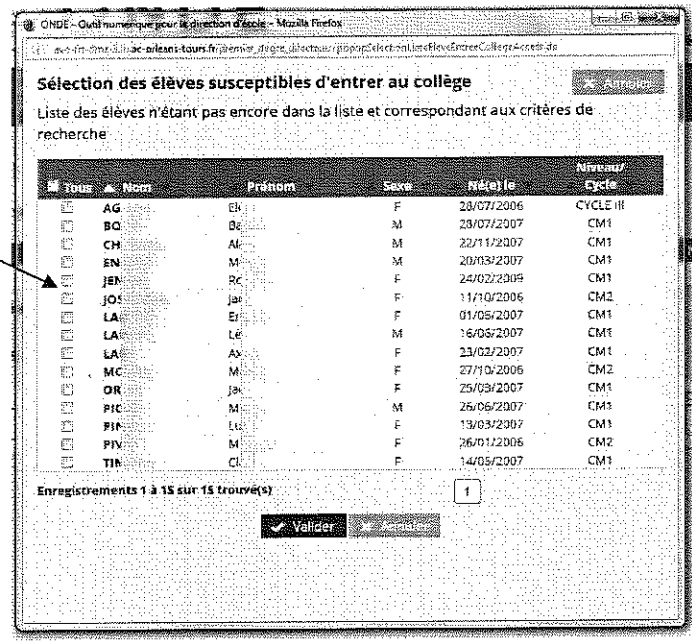 ONDE - Outil numérique pour la direction d'école - Mozilla Firefox
ac-orleans-tours.fr
Sélection des élèves susceptibles d'entrer au collège
Annuler
Liste des élèves n'étant pas encore dans la liste et correspondant aux critères de
recherche
Niveau/
Tous Nom Prénom Sexe Né(e) le Cycle
AG F 28/07/2006 CYCLE III
BO Ba M 28/07/2007 CM1
CH Al M 22/11/2007 CM1
EN M M 20/03/2007 CM1
JEN F 24/02/2009 CM1
JOS Ja F 11/10/2006 CM2
LA F 01/05/2007 CM1
LA Le M 16/06/2007 CM1
LA F 23/02/2007 CM1
MO M F 27/10/2006 CM2
OR Ja F 25/03/2007 CM1
M M 26/06/2007 CM1
F 13/03/2007 CM1
PIV M F 26/01/2006 CM2
F 14/05/2007 CM1
Enregistrements 1 à 15 sur 15 trouvé(s) 1
Valider